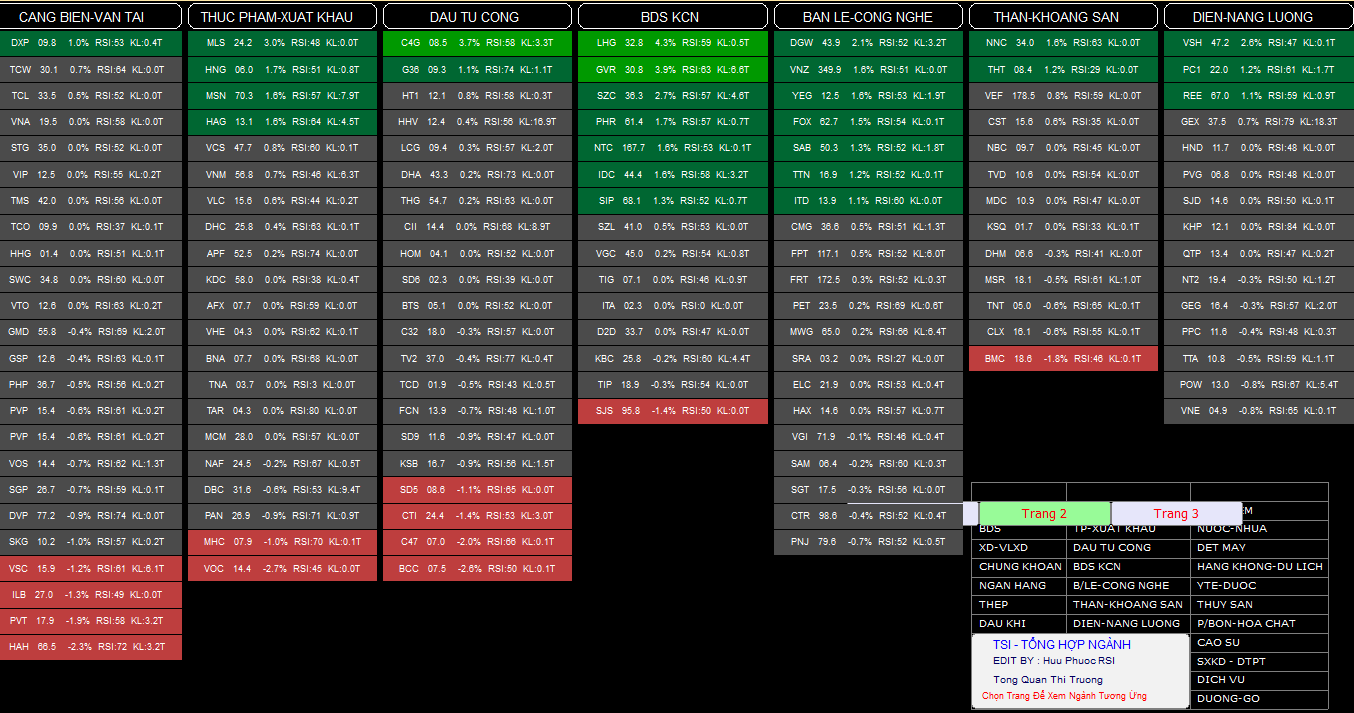 CANG BIEN-VAN TAI
DXP 09.8 1.0% RSI:53 KL:0.4T
TCW 30.1 0.7% RSI:64 KL:0.0T
TCL 33.5 0.5% RSI:52 KL:0.0T
VNA 19.5 0.0% RSI:58 KL:0.0T
STG 35.0 0.0% RSI:52 KL:0.0T
VIP 12.5 0.0% RSI:55 KL:0.2T
TMS 42.0 0.0% RSI:56 KL:0.0T
TCO 09.9 0.0% RSI:37 KL:0.1T
HHG 01.4 0.0% RSI:51 KL:0.1T
SWC 34.8 0.0% RSI:60 KL:0.0T
VTO 12.6 0.0% RSI:63 KL:0.2T
GMD 55.8 -0.4% RSI:69 KL:2.0T
GSP 12.6 -0.4% RSI:63 KL:0.1T
PHP 36.7 -0.5% RSI:56 KL:0.2T
PVP 15.4 -0.6% RSI:61 KL:0.2T
PVP 15.4 -0.6% RSI:61 KL:0.2T
VOS 14.4 -0.7% RSI:62 KL:1.3T
SGP 26.7 -0.7% RSI:59 KL:0.1T
DVP 77.2 -0.9% RSI:74 KL:0.0T
SKG 10.2 -1.0% RSI:57 KL:0.2T
VSC 15.9 -1.2% RSI:61 KL:6.1T
ILB 27.0 -1.3% RSI:49 KL:0.0T
PVT 17.9 -1.9% RSI:58 KL:3.2T
HAH 66.5 -2.3% RSI:72 KL:3.2T
THUC PHAM-XUAT KHAU
MLS 24.2 3.0% RSI:48 KL:0.0T
HNG 06.0 1.7% RSI:51 KL:0.8T
MSN 70.3 1.6% RSI:57 KL:7.9T
HAG 13.1 1.6% RSI:64 KL:4.5T
VCS 47.7 0.8% RSI:60 KL:0.1T
VNM 56.8 0.7% RSI:46 KL:6.3T
VLC 15.6 0.6% RSI:44 KL:0.2T
DHC 25.8 0.4% RSI:63 KL:0.1T
APF 52.5 0.2% RSI:74 KL:0.0T
KDC 58.0 0.0% RSI:38 KL:0.4T
AFX 07.7 0.0% RSI:59 KL:0.0T
VHE 04.3 0.0% RSI:62 KL:0.1T
BNA 07.7 0.0% RSI:68 KL:0.0T
TNA 03.7 0.0% RSI:3 KL:0.0T
TAR 04.3 0.0% RSI:80 KL:0.0T
MCM 28.0 0.0% RSI:57 KL:0.0T
NAF 24.5 -0.2% RSI:67 KL:0.5T
DBC 31.6 -0.6% RSI:53 KL:9.4T
PAN 26.9 -0.9% RSI:71 KL:0.9T
MHC 07.9 -1.0% RSI:70 KL:0.1T
VOC 14.4 -2.7% RSI:45 KL:0.0T
DAU TU CONG
C4G 08.5 3.7% RSI:58 KL:3.3T
G36 09.3 1.1% RSI:74 KL:1.1T
HT1 12.1 0.8% RSI:58 KL:0.3T
HHV 12.4 0.4% RSI:56 KL:16.9T
LCG 09.4 0.3% RSI:57 KL:2.0T
DHA 43.3 0.2% RSI:73 KL:0.0T
THG 54.7 0.2% RSI:63 KL:0.0T
CII 14.4 0.0% RSI:68 KL:8.9T
HOM 04.1 0.0% RSI:52 KL:0.0T
SD6 02.3 0.0% RSI:39 KL:0.0T
BTS 05.1 0.0% RSI:52 KL:0.0T
C32 18.0 -0.3% RSI:57 KL:0.0T
TV2 37.0 -0.4% RSI:77 KL:0.4T
TCD 01.9 -0.5% RSI:43 KL:0.5T
FCN 13.9 -0.7% RSI:48 KL:1.0T
SD9 11.6 -0.9% RSI:47 KL:0.0T
KSB 16.7 -0.9% RSI:56 KL:1.5T
SD5 08.6 -1.1% RSI:65 KL:0.0T
CTI 24.4 -1.4% RSI:53 KL:3.0T
C47 07.0 -2.0% RSI:66 KL:0.1T
BCC 07.5 -2.6% RSI:50 KL:0.1T
BDS KCN
LHG 32.8 4.3% RSI:59 KL:0.5T
GVR 30.8 3.9% RSI:63 KL:6.6T
SZC 36.3 2.7% RSI:57 KL:4.6T
PHR 61.4 1.7% RSI:57 KL:0.7T
NTC 167.7 1.6% RSI:53 KL:0.1T
IDC 44.4 1.6% RSI:58 KL:3.2T
SIP 68.1 1.3% RSI:52 KL:0.7T
SZL 41.0 0.5% RSI:53 KL:0.0T
VGC 45.0 0.2% RSI:54 KL:0.8T
TIG 07.1 0.0% RSI:46 KL:0.9T
ITA 02.3 0.0% RSI:0 KL:0.0T
D2D 33.7 0.0% RSI:47 KL:0.0T
KBC 25.8 -0.2% RSI:60 KL:4.4T
TIP 18.9 -0.3% RSI:54 KL:0.0T
SJS 95.8 -1.4% RSI:50 KL:0.0T
BAN LE-CONG NGHE
DGW 43.9 2.1% RSI:52 KL:3.2T
VNZ 349.9 1.6% RSI:51 KL:0.0T
YEG 12.5 1.6% RSI:53 KL:1.9T
FOX 62.7 1.5% RSI:54 KL:0.1T
SAB 50.3 1.3% RSI:52 KL:1.8T
TTN 16.9 1.2% RSI:52 KL:0.1T
ITD 13.9 1.1% RSI:60 KL:0.0T
CMG 36.6 0.5% RSI:51 KL:1.3T
FPT 117.1 0.5% RSI:52 KL:6.0T
FRT 172.5 0.3% RSI:52 KL:0.3T
PET 23.5 0.2% RSI:69 KL:0.6T
MWG 65.0 0.2% RSI:66 KL:6.4T
SRA 03.2 0.0% RSI:27 KL:0.0T
ELC 21.9 0.0% RSI:53 KL:0.4T
HAX 14.6 0.0% RSI:57 KL:0.7T
VGI 71.9 -0.1% RSI:46 KL:0.4T
SAM 06.4 -0.2% RSI:60 KL:0.3T
SGT 17.5 -0.3% RSI:56 KL:0.0T
CTR 98.6 -0.4% RSI:52 KL:0.4T
PNJ 79.6 -0.7% RSI:52 KL:0.5T
THAN-KHOANG SAN
NNC 34.0 1.6% RSI:63 KL:0.0T
THT 08.4 1.2% RSI:29 KL:0.0T
VEF 178.5 0.8% RSI:59 KL:0.0T
CST 15.6 0.6% RSI:35 KL:0.0T
NBC 09.7 0.0% RSI:45 KL:0.0T
TVD 10.6 0.0% RSI:54 KL:0.0T
MDC 10.9 0.0% RSI:47 KL:0.0T
KSQ 01.7 0.0% RSI:33 KL:0.1T
DHM 06.6 -0.3% RSI:41 KL:0.0T
MSR 18.1 -0.5% RSI:61 KL:1.0T
TNT 05.0 -0.6% RSI:65 KL:0.1T
CLX 16.1 -0.6% RSI:55 KL:0.1T
BMC 18.6 -1.8% RSI:46 KL:0.1T
DIEN-NANG LUONG
VSH 47.2 2.6% RSI:47 KL:0.1T
PC1 22.0 1.2% RSI:61 KL:1.7T
REE 67.0 1.1% RSI:59 KL:0.9T
GEX 37.5 0.7% RSI:79 KL:18.3T
HND 11.7 0.0% RSI:48 KL:0.0T
PVG 06.8 0.0% RSI:48 KL:0.0T
SJD 14.6 0.0% RSI:50 KL:0.1T
KHP 12.1 0.0% RSI:84 KL:0.0T
QTP 13.4 0.0% RSI:47 KL:0.2T
NT2 19.4 -0.3% RSI:50 KL:1.2T
GEG 16.4 -0.3% RSI:57 KL:2.0T
PPC 11.6 -0.4% RSI:48 KL:0.3T
TTA 10.8 -0.5% RSI:59 KL:1.1T
POW 13.0 -0.8% RSI:67 KL:5.4T
VNE 04.9 -0.8% RSI:65 KL:0.1T
Trang 2 Trang 3
BDS TP-XUAT KHAU NUOC-NHUA
XD-VLXD DAU TU CONG DET MAY
CHUNG KHOAN BDS KCN HANG KHONG-DU LICH
NGAN HANG B/LE-CONG NGHE YTE-DUOC
THEP THAN-KHOANG SAN THUY SAN
DAU KHI DIEN-NANG LUONG P/BON-HOA CHAT
CAO SU
SXKD - DTPT
DICH VU
DUONG-GO
TSI - TỔNG HỢP NGÀNH
EDIT BY : Huu Phuoc RSI
Tong Quan Thi Truong
Chọn Trang Để Xem Ngành Tương Ứng